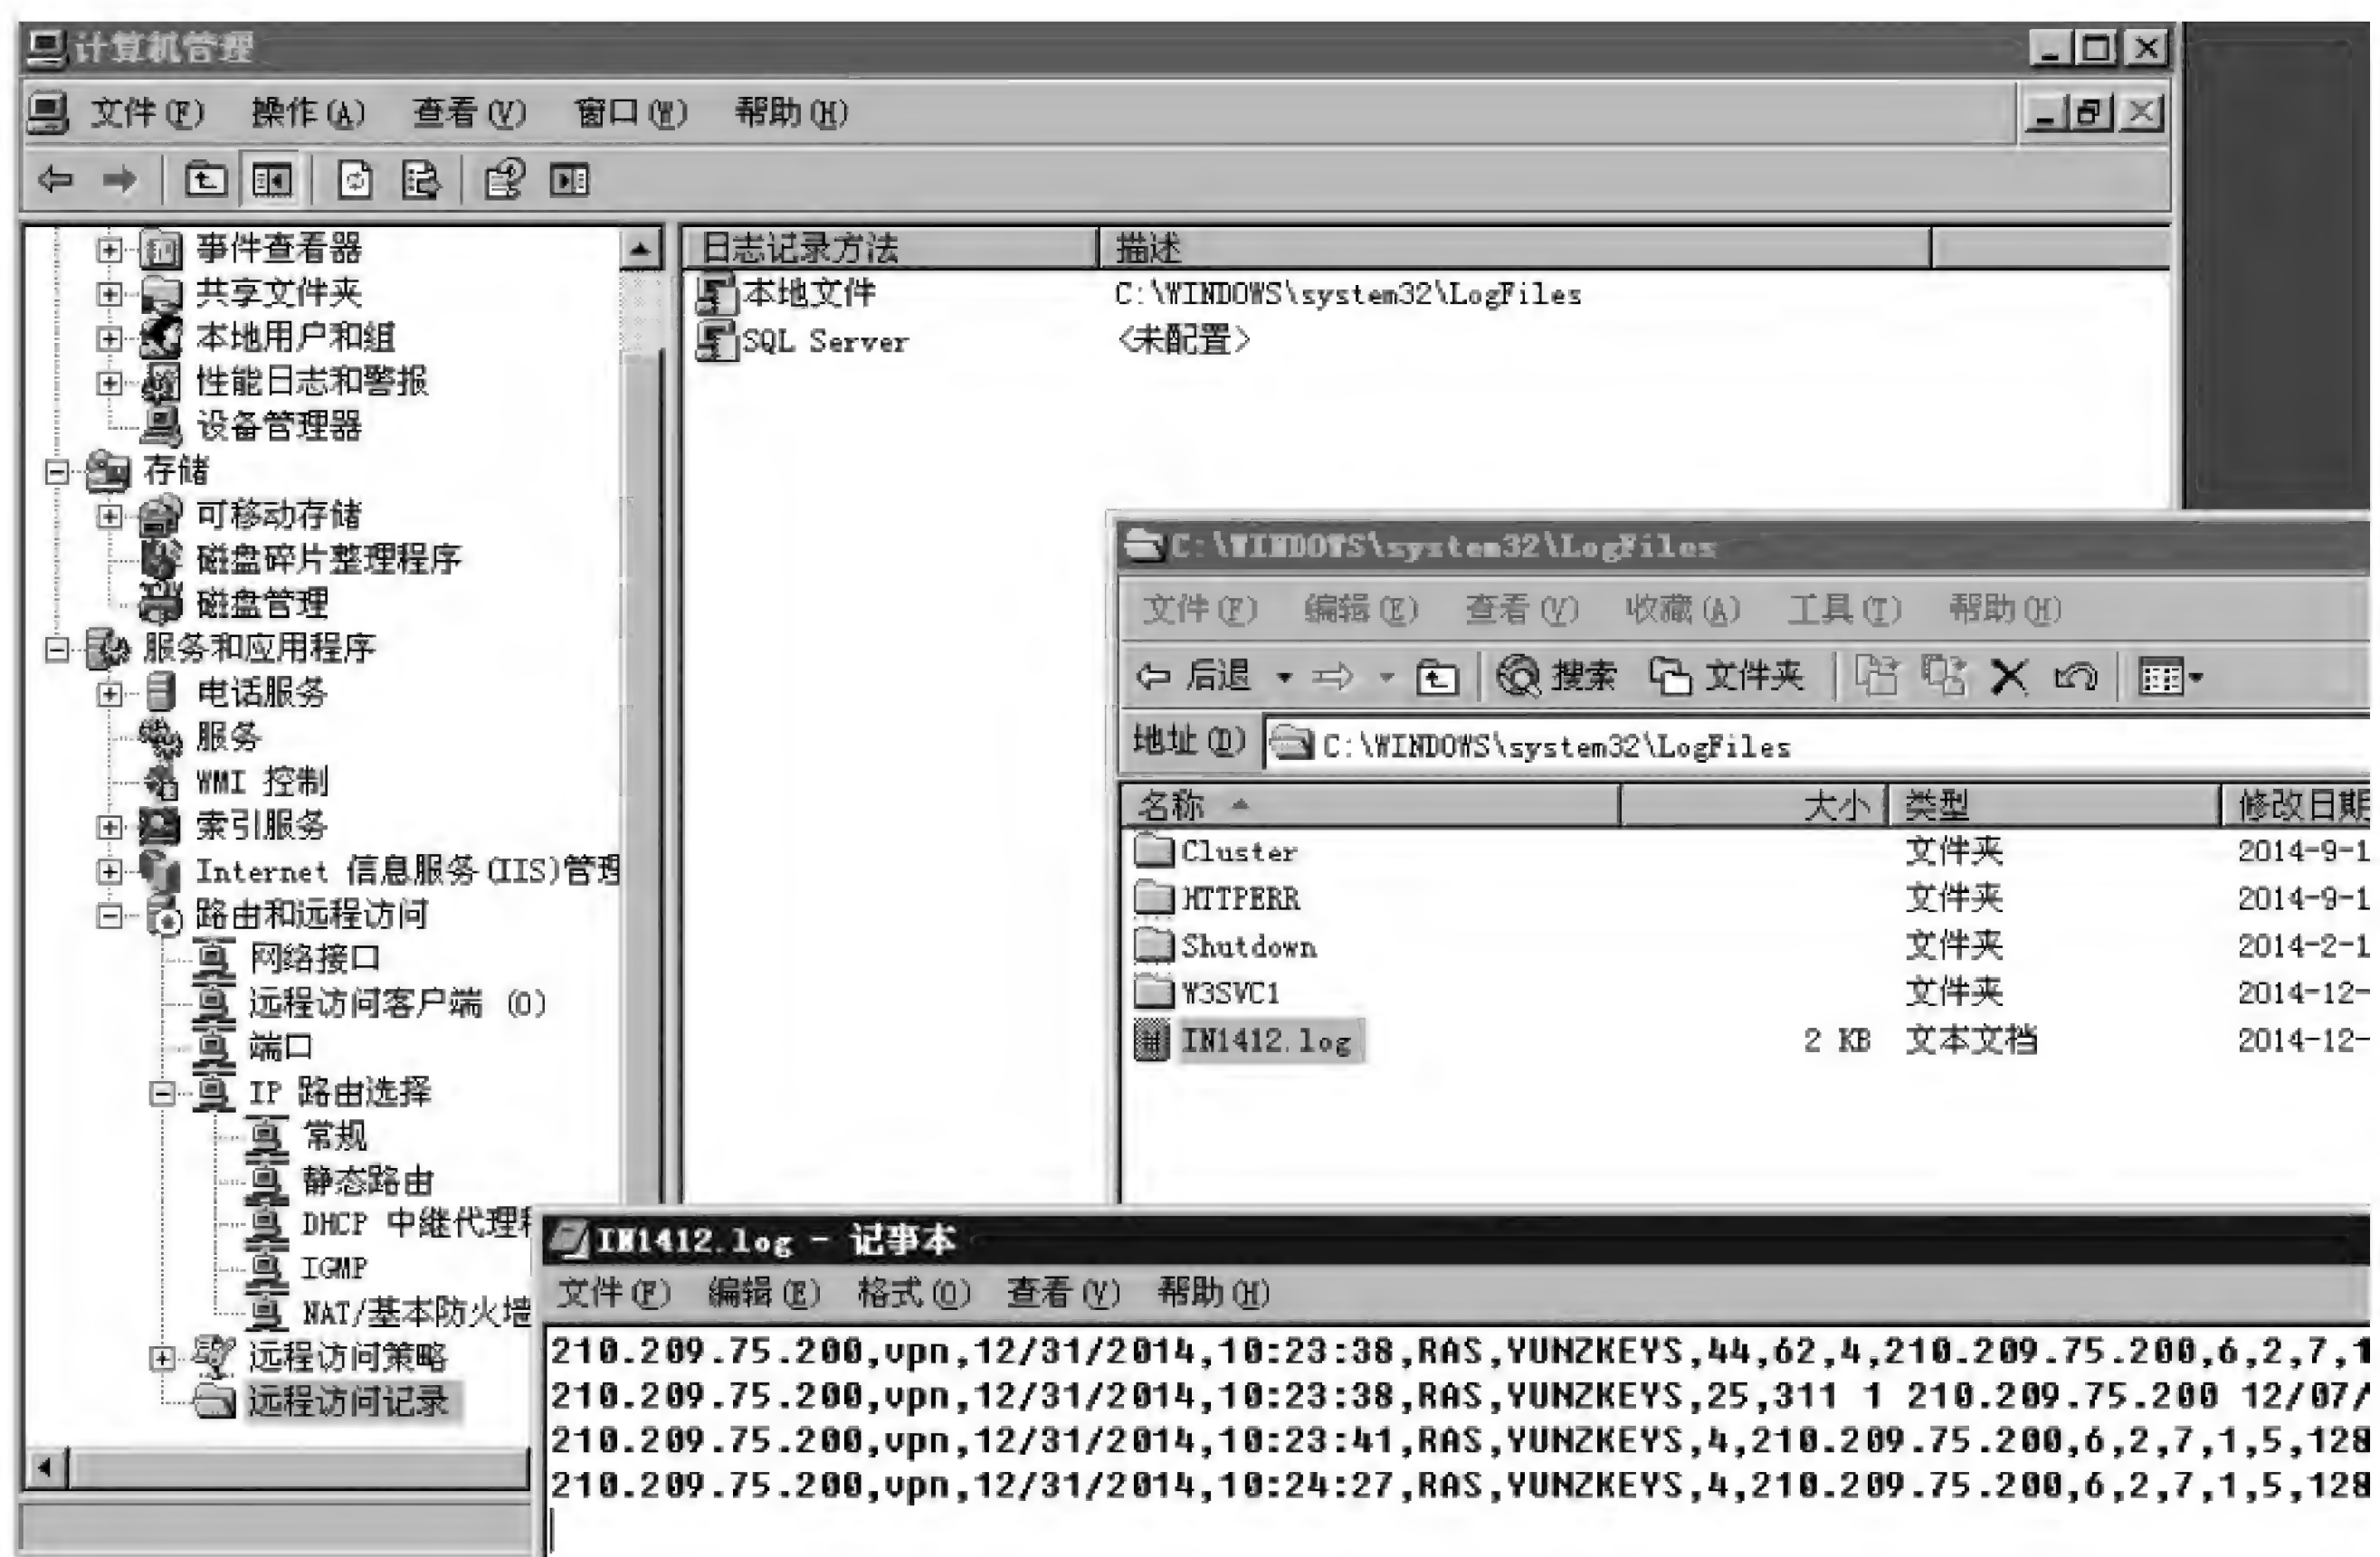 计算机管理
文件(F) 操作(A) 查看(V) 窗口(W) 帮助(H)
事件查看器
共享文件夹
本地用户和组
性能日志和警报
设备管理器
存储
可移动存储
磁盘碎片整理程序
磁盘管理
服务和应用程序
电话服务
服务
WMI 控制
索引服务
Internet 信息服务(IIS)管理
路由和远程访问
网络接口
远程访问客户端 (0)
端口
IP 路由选择
常规
静态路由
DHCP 中继代理程
IGMP
NAT/基本防火墙
远程访问策略
远程访问记录
日志记录方法 描述
本地文件 C:\WINDOWS\system32\LogFiles
SQL Server <未配置>
C:\WINDOWS\system32\LogFiles
文件(F) 编辑(E) 查看(V) 收藏(A) 工具(T) 帮助(H)
后退 搜索 文件夹
地址(D) C:\WINDOWS\system32\LogFiles
名称 大小 类型 修改日期
Cluster 文件夹 2014-9-1
HTTPERR 文件夹 2014-9-1
Shutdown 文件夹 2014-2-1
W3SVC1 文件夹 2014-12-
IN1412.log 2 KB 文本文档 2014-12-
IN1412.log - 记事本
文件(F) 编辑(E) 格式(O) 查看(V) 帮助(H)
210.209.75.200,vpn,12/31/2014,10:23:38,RAS,YUNZKEYS,44,62,4,210.209.75.200,6,2,7,1
210.209.75.200,vpn,12/31/2014,10:23:38,RAS,YUNZKEYS,25,311 1 210.209.75.200 12/07/
210.209.75.200,vpn,12/31/2014,10:23:41,RAS,YUNZKEYS,4,210.209.75.200,6,2,7,1,5,128
210.209.75.200,vpn,12/31/2014,10:24:27,RAS,YUNZKEYS,4,210.209.75.200,6,2,7,1,5,128